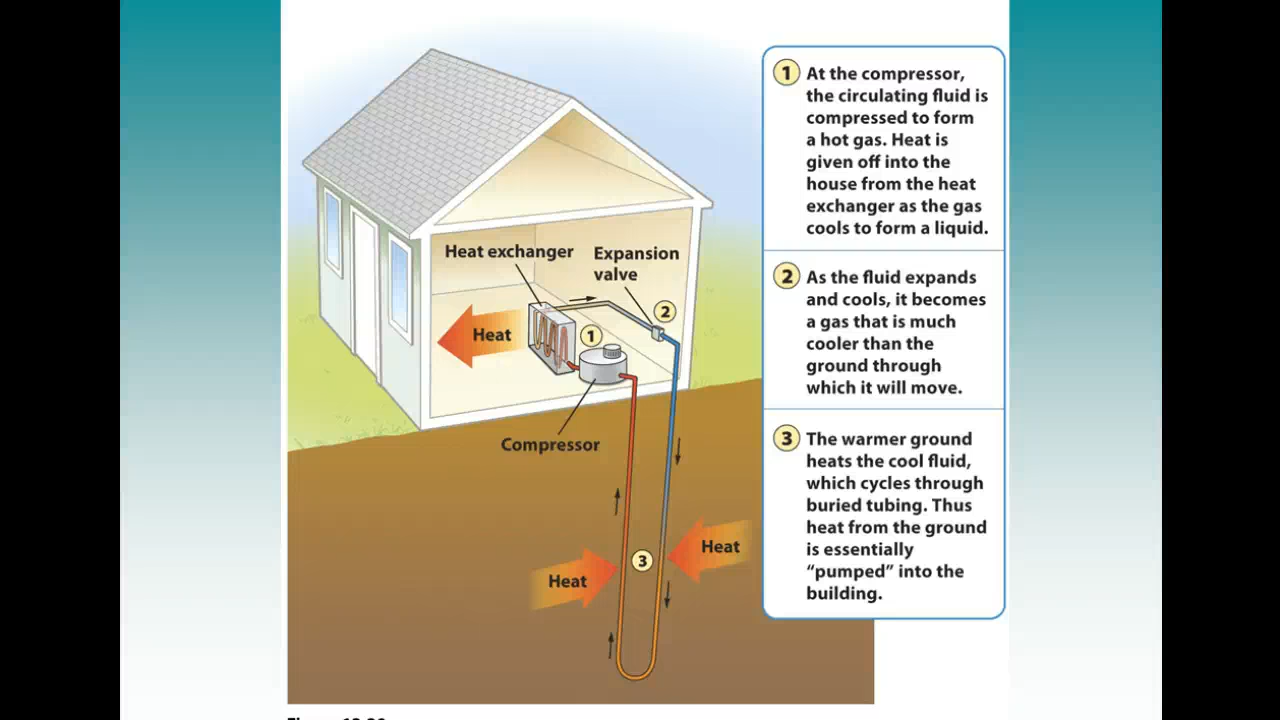 1 At the compressor,
the circulating fluid is
compressed to form
a hot gas. Heat is
given off into the
house from the heat
exchanger as the gas
cools to form a liquid.
2 As the fluid expands
and cools, it becomes
a gas that is much
cooler than the
ground through
which it will move.
3 The warmer ground
heats the cool fluid,
which cycles through
buried tubing. Thus
heat from the ground
is essentially
“pumped” into the
building.
Heat exchanger
Expansion
valve
2
Heat
1
Compressor
Heat
3
Heat